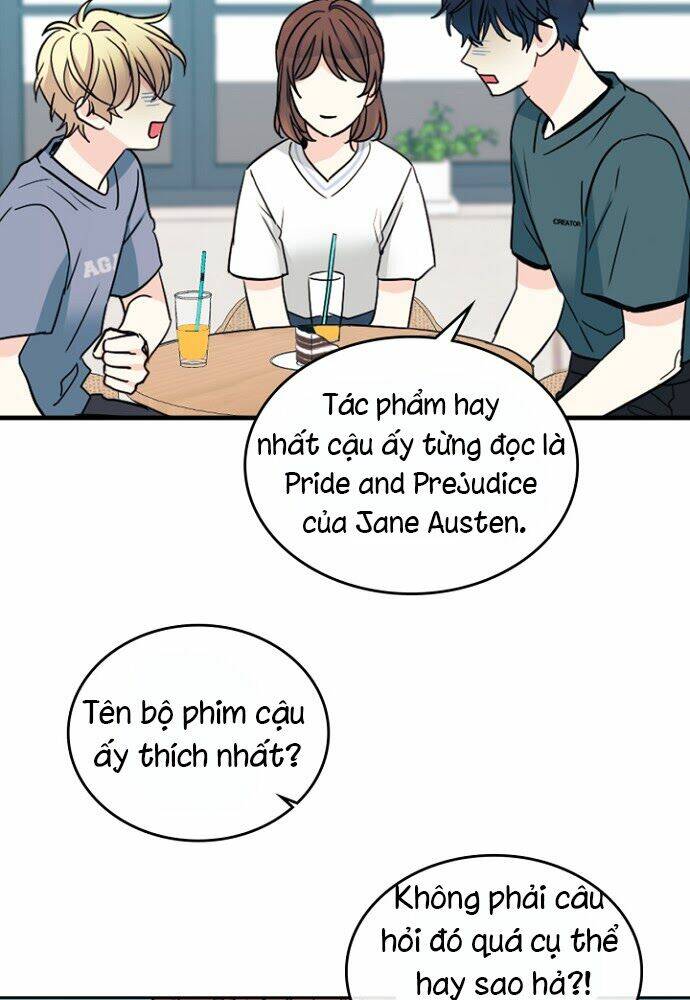 AGA
CREATOR
Tác phẩm hay
nhất cậu ấy từng đọc là
Pride and Prejudice
của Jane Austen.
Tên bộ phim cậu
ấy thích nhất?
Không phải câu
hỏi đó quá cụ thể
hay sao hả?!